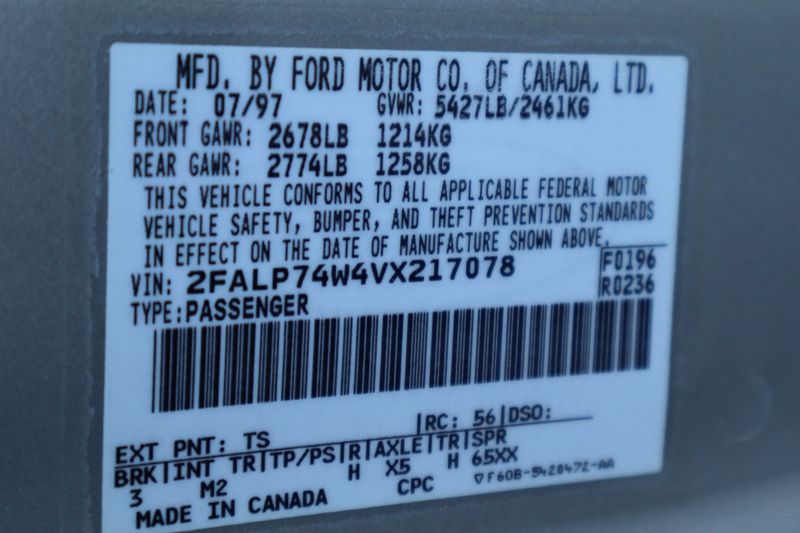 MFD. BY FORD MOTOR CO. OF CANADA, LTD.
DATE: 07/97 GVWR: 5427LB/2461KG
FRONT GAWR: 2678LB 1214KG
REAR GAWR: 2774LB 1258KG
THIS VEHICLE CONFORMS TO ALL APPLICABLE FEDERAL MOTOR
VEHICLE SAFETY, BUMPER, AND THEFT PREVENTION STANDARDS
IN EFFECT ON THE DATE OF MANUFACTURE SHOWN ABOVE.
VIN: 2FALP74W4VX217078 F0196
TYPE: PASSENGER R0236
EXT PNT: TS RC: 56 DSO:
BRK INT TR TP/PS R AXLE TR SPR
3 M2 H X5 H 65XX
MADE IN CANADA CPC F60B-5420472-AA